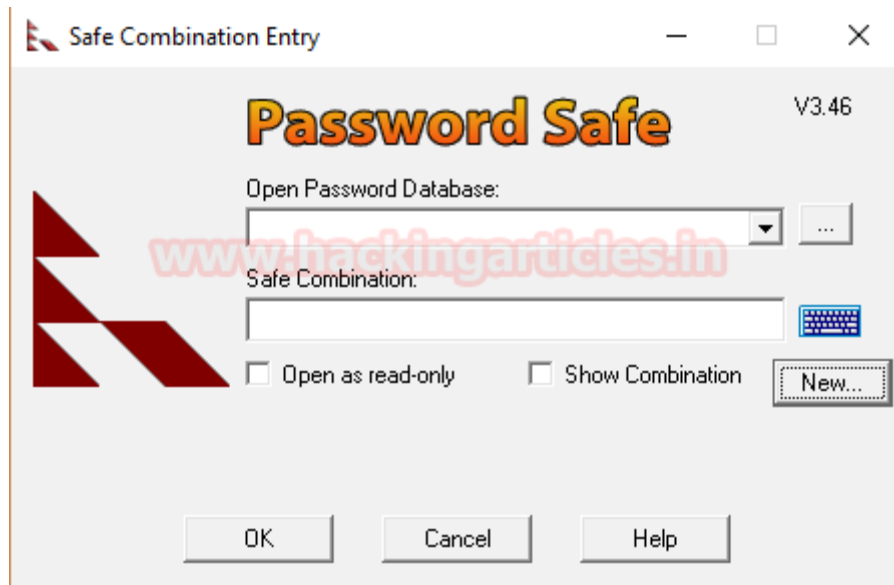 Safe Combination Entry
Password Safe
V3.46
Open Password Database:
...
www.hackingarticles.in
Safe Combination:
Open as read-only
Show Combination
New...
OK
Cancel
Help